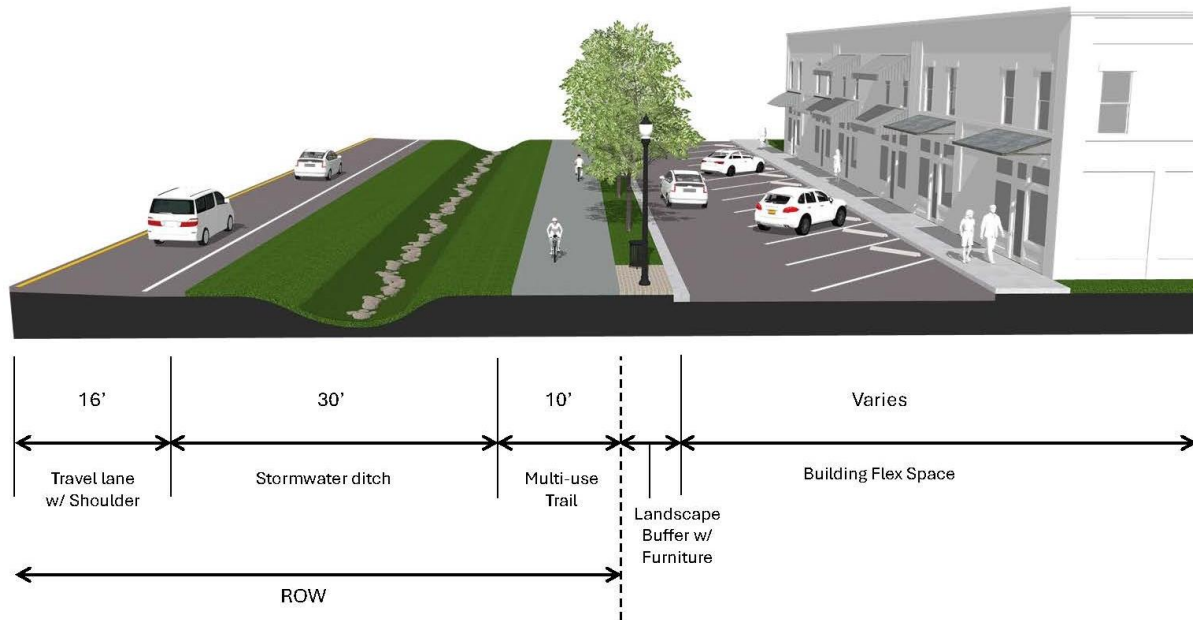 16’
30’
10’
Varies
Travel lane
w/ Shoulder
Stormwater ditch
Multi-use
Trail
Building Flex Space
Landscape
Buffer w/
Furniture
ROW